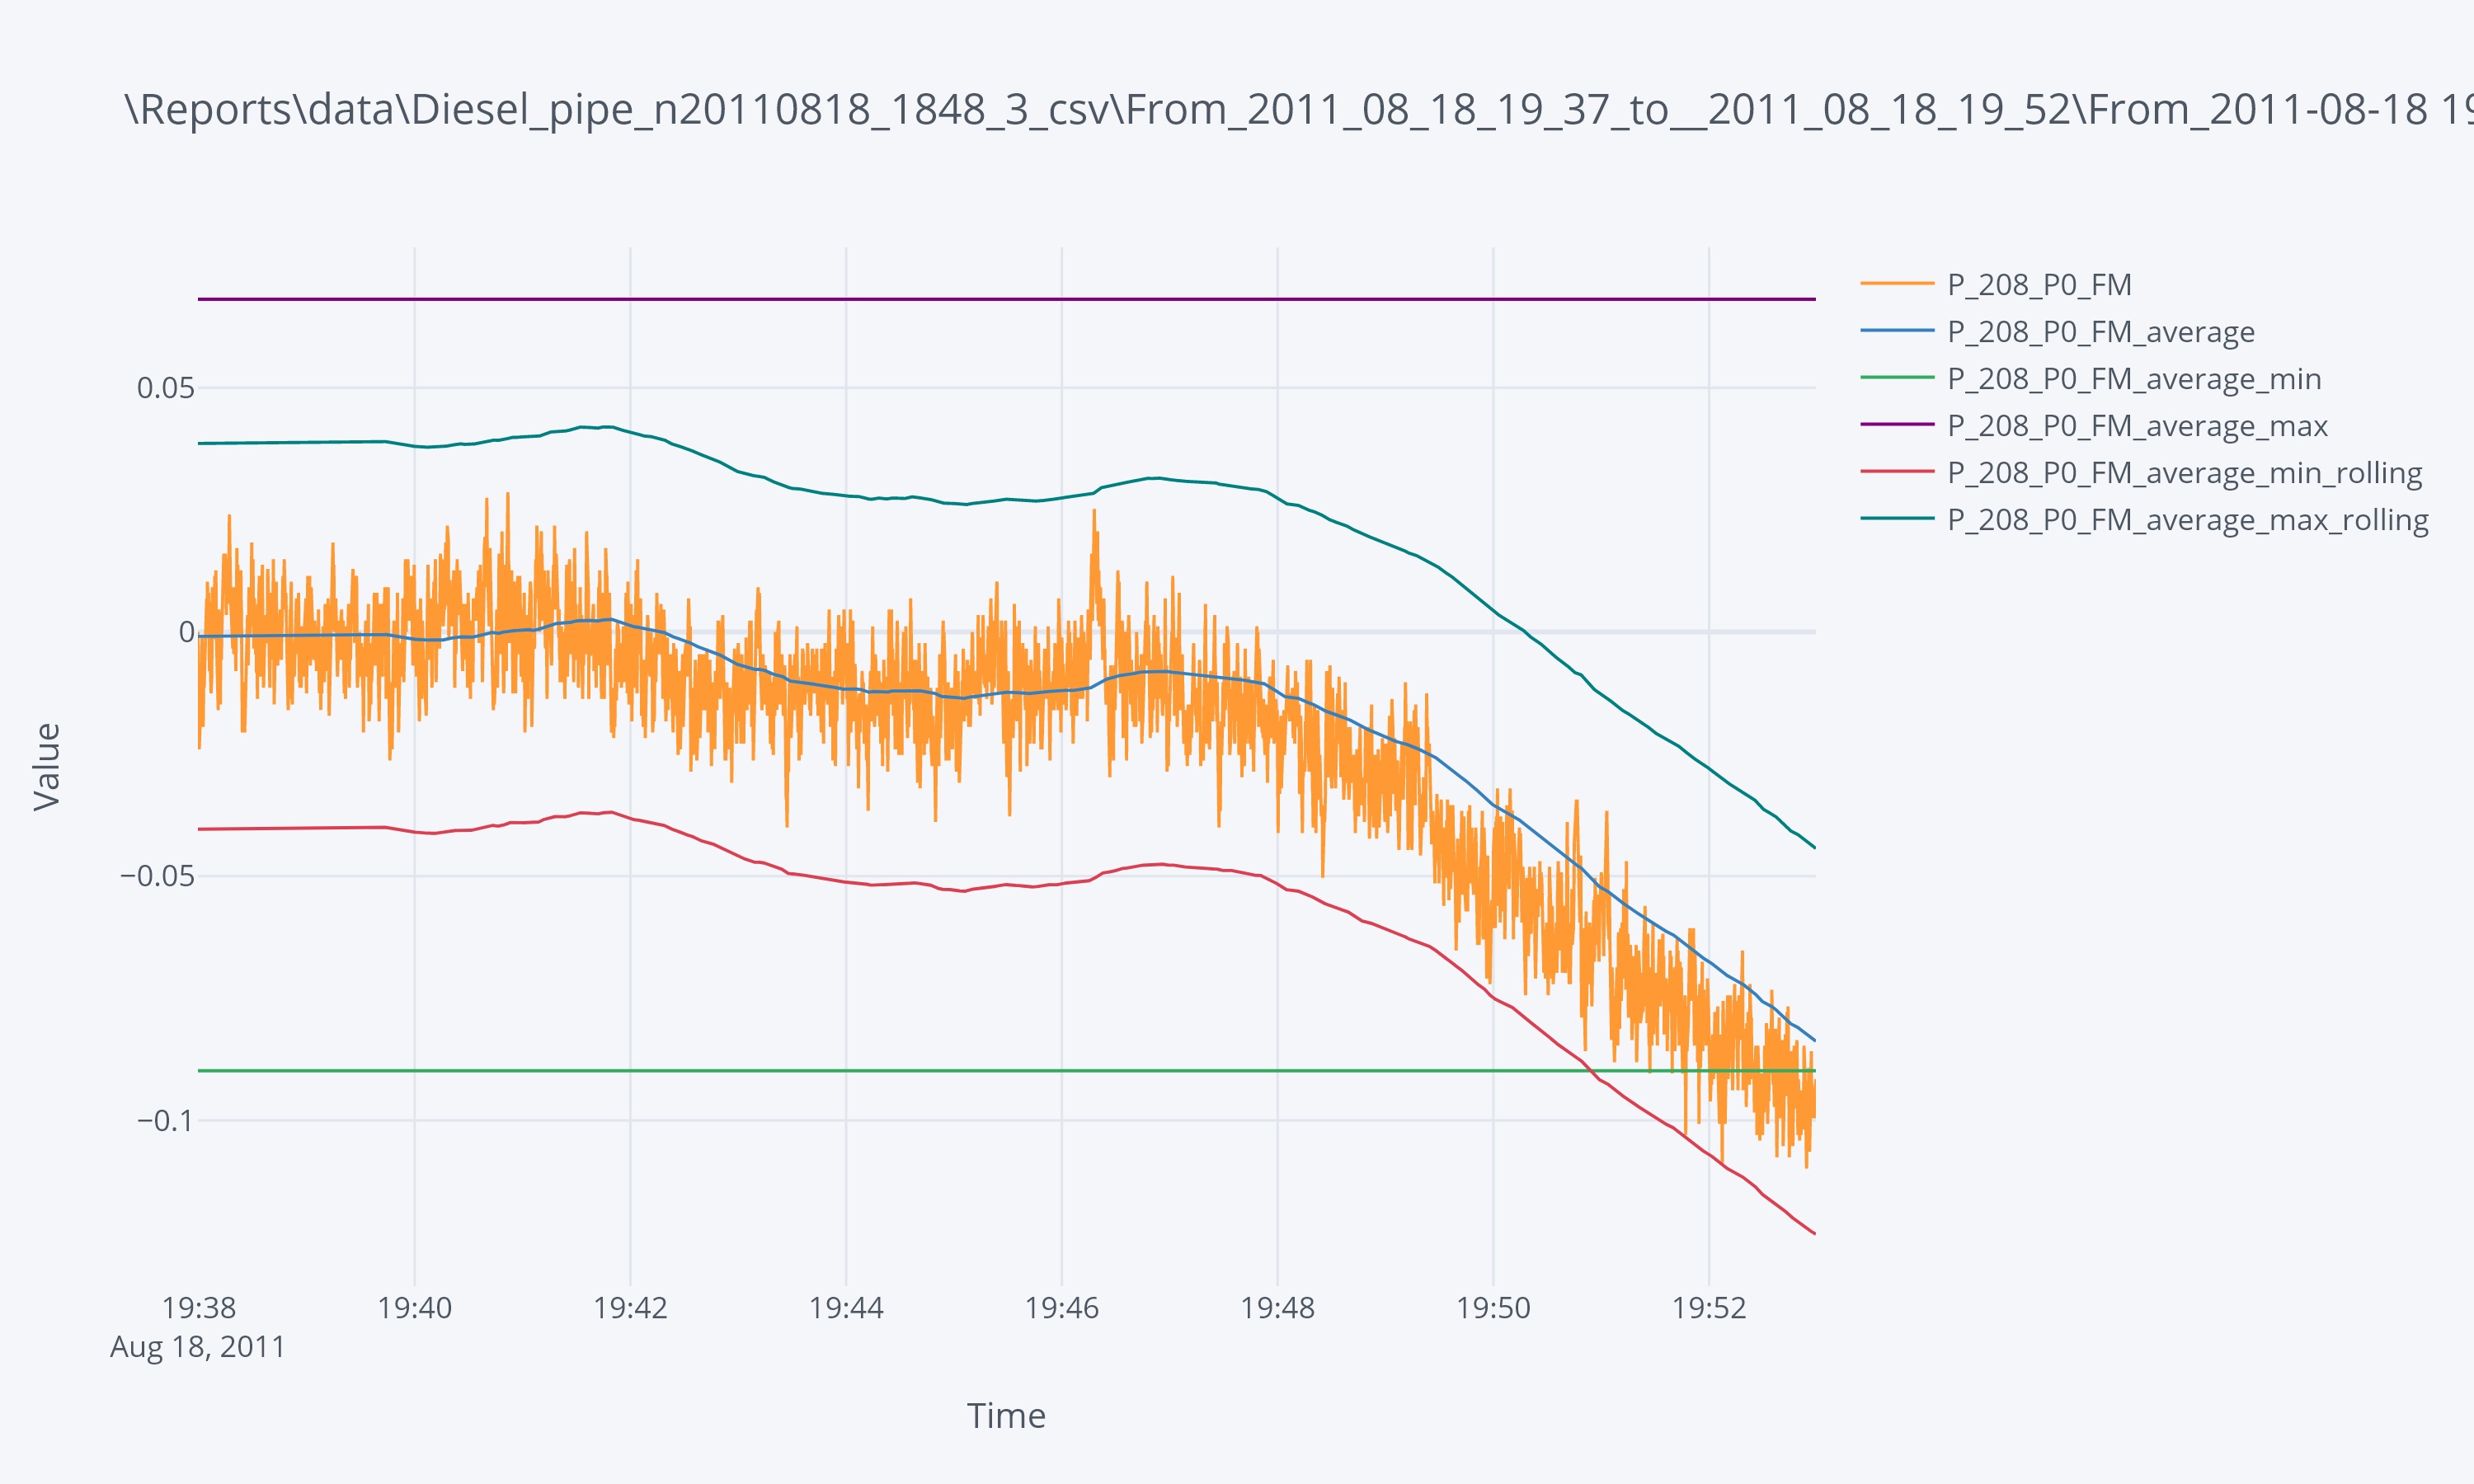 \Reports\data\Diesel_pipe_n20110818_1848_3_csv\From_2011_08_18_19_37_to__2011_08_18_19_52\From_2011-08-18 19
P_208_P0_FM
P_208_P0_FM_average
P_208_P0_FM_average_min
P_208_P0_FM_average_max
P_208_P0_FM_average_min_rolling
P_208_P0_FM_average_max_rolling
0.05
0
−0.05
−0.1
Value
19:38
19:40
19:42
19:44
19:46
19:48
19:50
19:52
Aug 18, 2011
Time